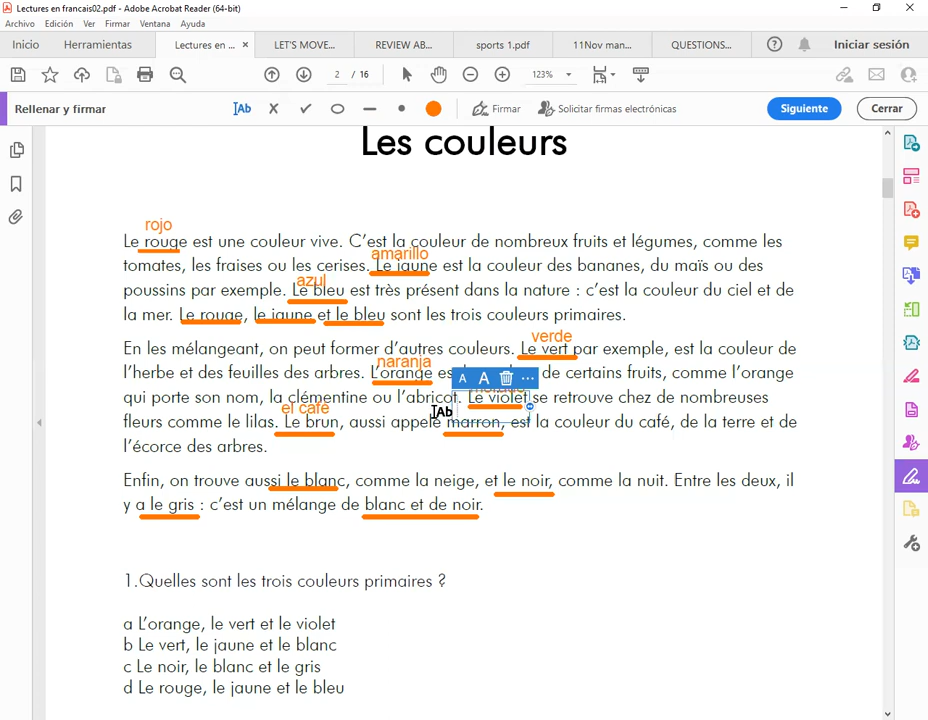 Lectures en francais02.pdf - Adobe Acrobat Reader (64-bit)
Archivo Edición Ver Firmar Ventana Ayuda
Inicio Herramientas Lectures en ... × LET'S MOVE... REVIEW AB... sports 1.pdf 11Nov man... QUESTIONS... Iniciar sesión
2 / 16 123%
Rellenar y firmar Ab Firmar Solicitar firmas electrónicas Siguiente Cerrar
Les couleurs
rojo
Le rouge est une couleur vive. C'est la couleur de nombreux fruits et légumes, comme les
amarillo
tomates, les fraises ou les cerises. Le jaune est la couleur des bananes, du maïs ou des
azul
poussins par exemple. Le bleu est très présent dans la nature : c'est la couleur du ciel et de
la mer. Le rouge, le jaune et le bleu sont les trois couleurs primaires.
verde
En les mélangeant, on peut former d'autres couleurs. Le vert par exemple, est la couleur de
naranja
l'herbe et des feuilles des arbres. L'orange es de certains fruits, comme l'orange
A A ...
qui porte son nom, la clémentine ou l'abricot. Le violet se retrouve chez de nombreuses
el café
Ab
fleurs comme le lilas. Le brun, aussi appelé marron, est la couleur du café, de la terre et de
l'écorce des arbres.
Enfin, on trouve aussi le blanc, comme la neige, et le noir, comme la nuit. Entre les deux, il
y a le gris : c'est un mélange de blanc et de noir.
1.Quelles sont les trois couleurs primaires ?
a L'orange, le vert et le violet
b Le vert, le jaune et le blanc
c Le noir, le blanc et le gris
d Le rouge, le jaune et le bleu